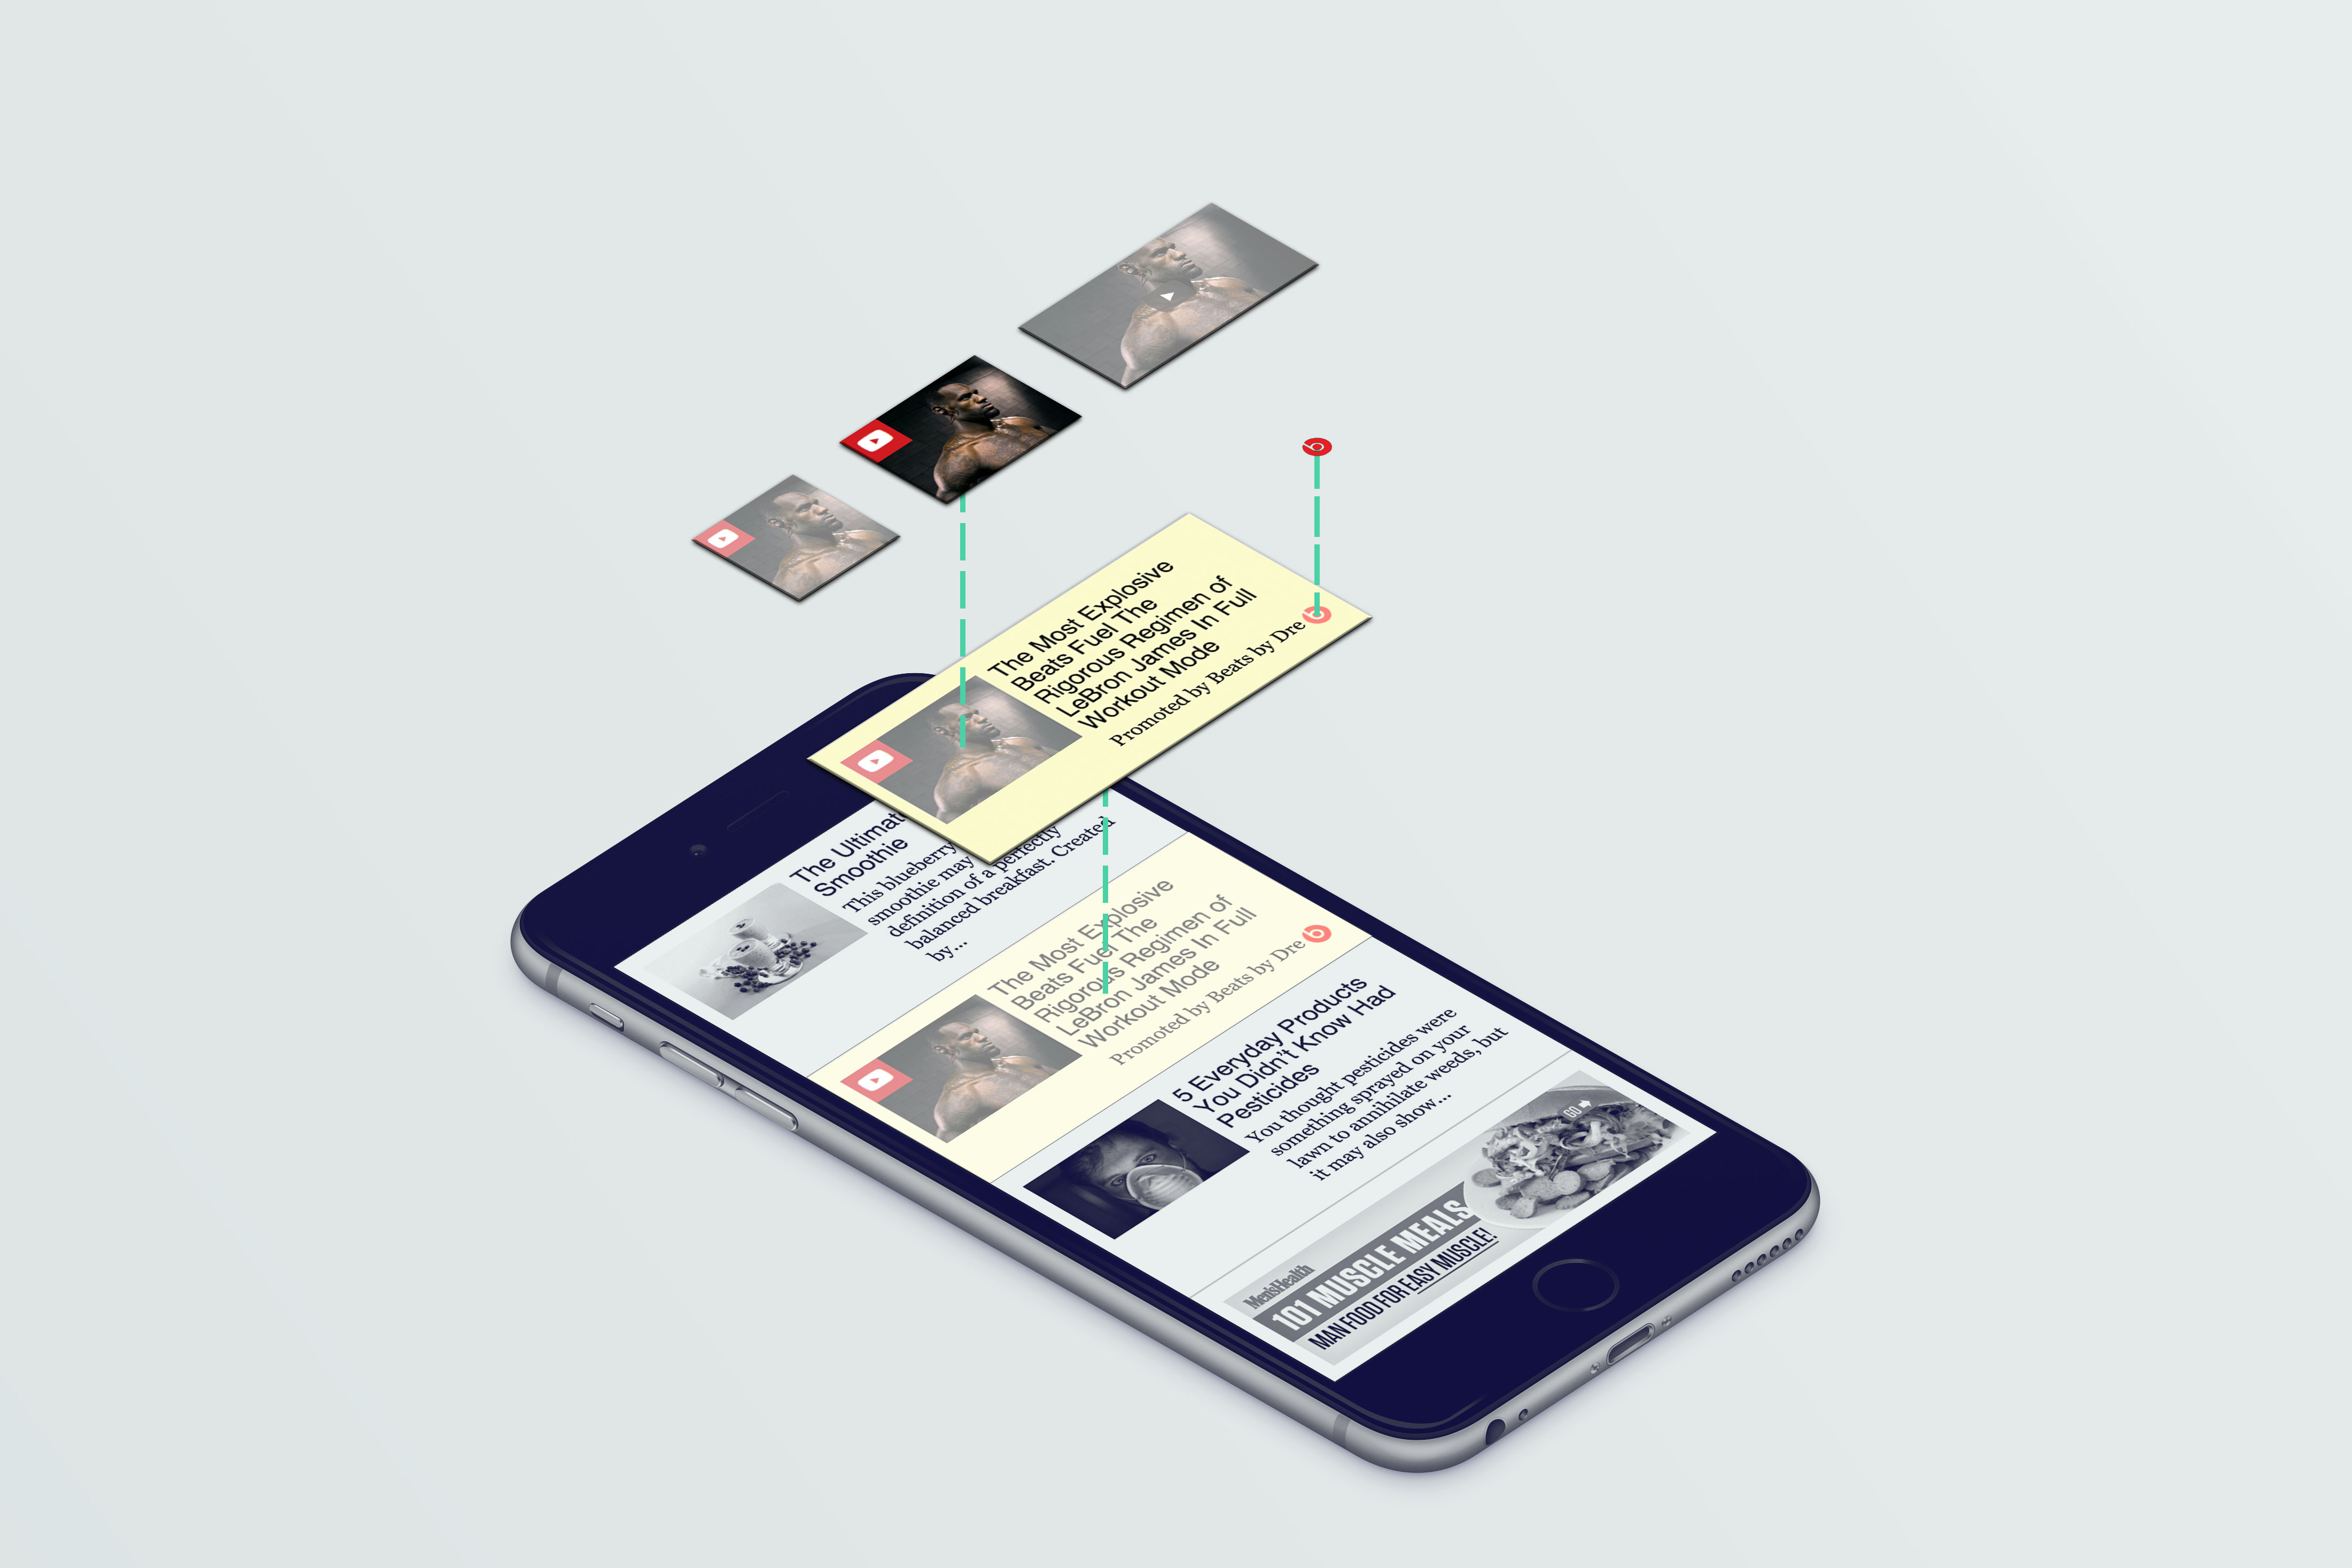 The Most Explosive
Beats Fuel The
Rigorous Regimen of
LeBron James In Full
Workout Mode
Promoted by Beats by Dre
b
b
The
Smoothie
This blueberry
smoothie may
definition of a perfectly
balanced breakfast. Created
by...
The Most Explosive
Beats Fuel The
Rigorous Regimen of
LeBron James In Full
Workout Mode
Promoted by Beats by Dre
b
5 Everyday Products
You Didn't Know Had
Pesticides
You thought pesticides were
something sprayed on your
lawn to annihilate weeds, but
it may also show...
GO
Men'sHealth
101 MUSCLE MEALS
MAN FOOD FOR EASY MUSCLE!